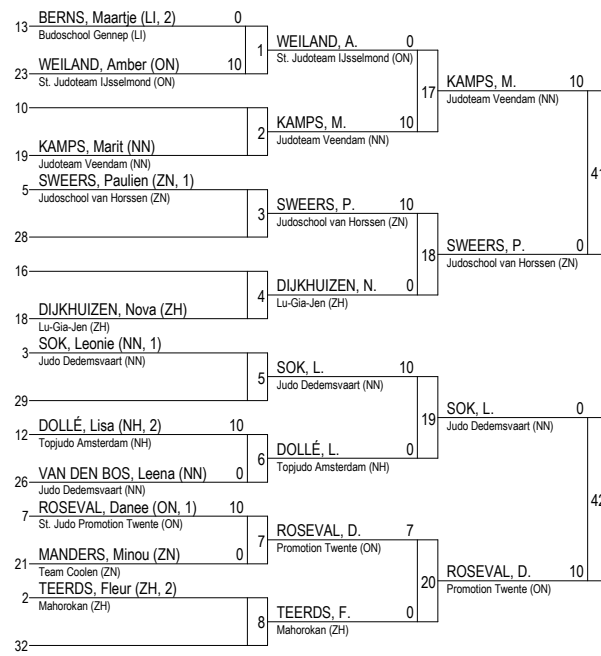 13 BERNS, Maartje (LI, 2) 0
Budoschool Gennep (LI)
1
23 WEILAND, Amber (ON) 10
St. Judoteam IJsselmond (ON)
10
2
19 KAMPS, Marit (NN)
Judoteam Veendam (NN)
5 SWEERS, Paulien (ZN, 1)
Judoschool van Horssen (ZN)
3
28
16
4
18 DIJKHUIZEN, Nova (ZH)
Lu-Gia-Jen (ZH)
3 SOK, Leonie (NN, 1)
Judo Dedemsvaart (NN)
5
29
12 DOLLÉ, Lisa (NH, 2) 10
Topjudo Amsterdam (NH)
6
26 VAN DEN BOS, Leena (NN) 0
Judo Dedemsvaart (NN)
7 ROSEVAL, Danee (ON, 1) 10
St. Judo Promotion Twente (ON)
7
21 MANDERS, Minou (ZN) 0
Team Coolen (ZN)
2 TEERDS, Fleur (ZH, 2)
Mahorokan (ZH)
8
32
WEILAND, A. 0
St. Judoteam IJsselmond (ON)
17
KAMPS, M. 10
Judoteam Veendam (NN)
SWEERS, P. 10
Judoschool van Horssen (ZN)
18
DIJKHUIZEN, N. 0
Lu-Gia-Jen (ZH)
SOK, L. 10
Judo Dedemsvaart (NN)
19
DOLLÉ, L. 0
Topjudo Amsterdam (NH)
ROSEVAL, D. 7
Promotion Twente (ON)
20
TEERDS, F. 0
Mahorokan (ZH)
KAMPS, M. 10
Judoteam Veendam (NN)
41
SWEERS, P. 0
Judoschool van Horssen (ZN)
SOK, L. 0
Judo Dedemsvaart (NN)
42
ROSEVAL, D. 10
Promotion Twente (ON)